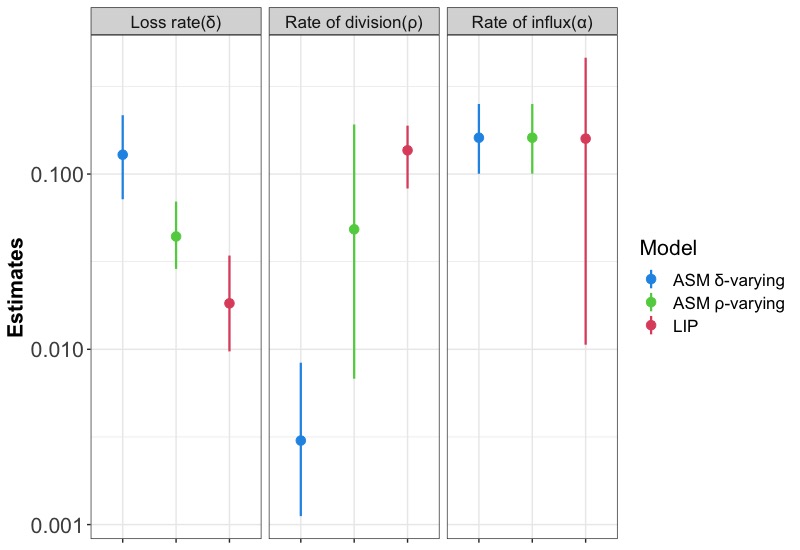 Loss rate(δ)
Rate of division(ρ)
Rate of influx(α)
Estimates
0.100
0.010
0.001
Model
ASM δ-varying
ASM ρ-varying
LIP